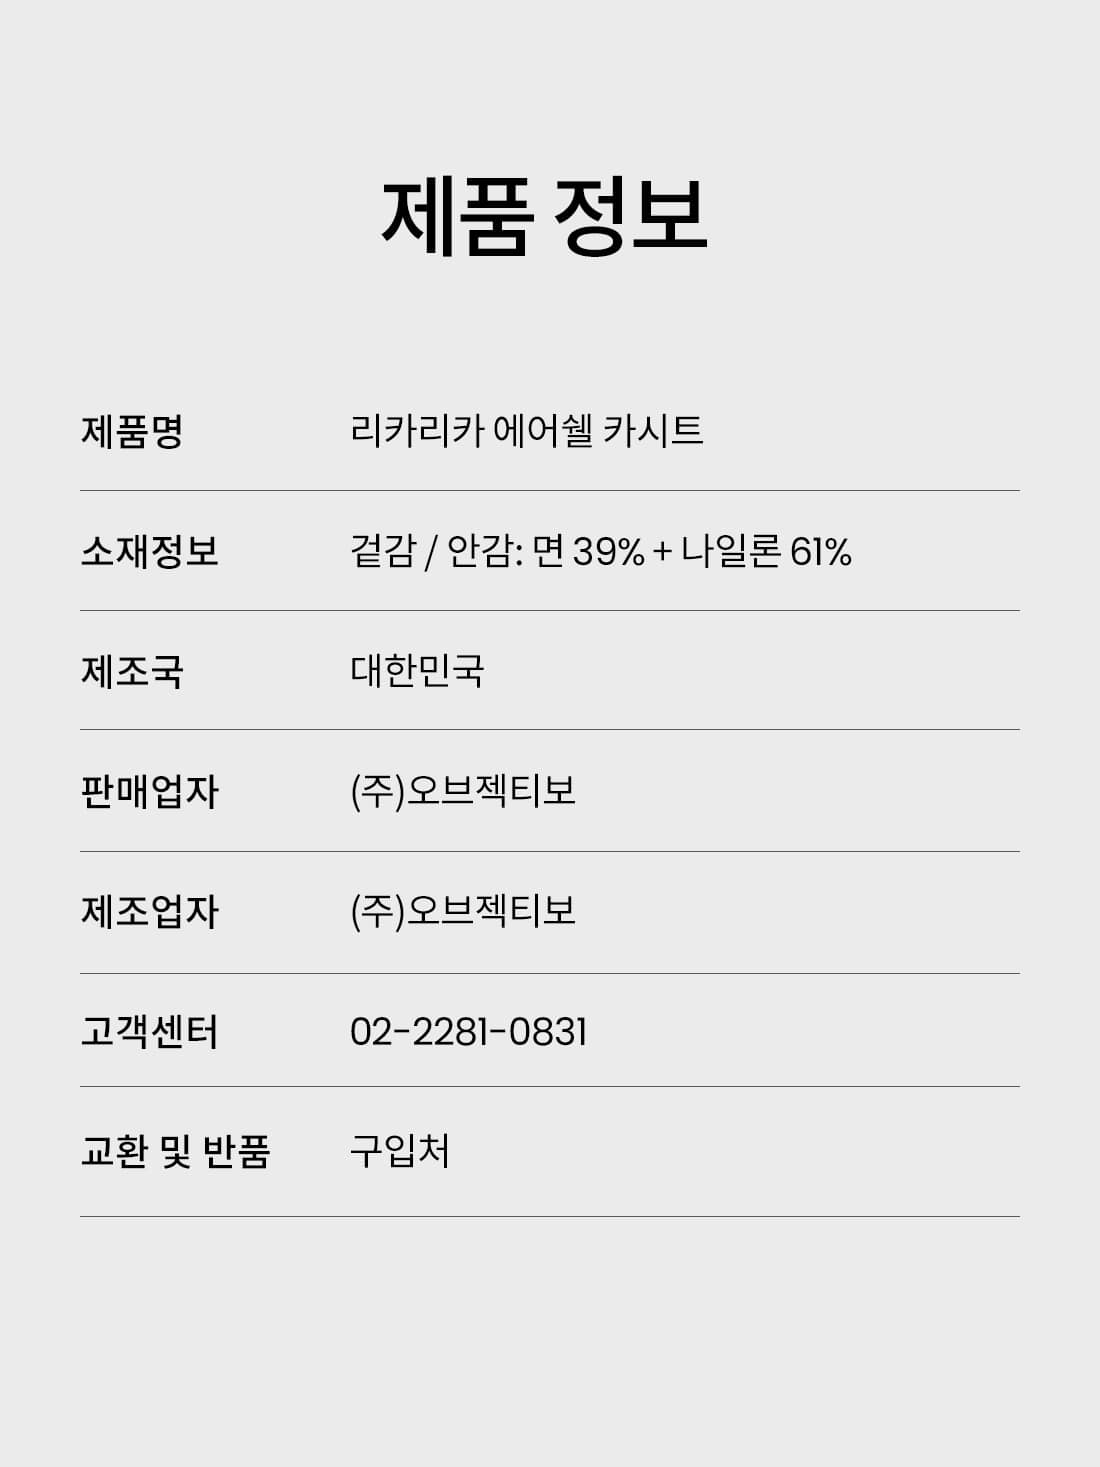 제품 정보
제품명 리카리카 에어쉘 카시트
소재정보 겉감 / 안감: 면 39% + 나일론 61%
제조국 대한민국
판매업자 (주)오브젝티보
제조업자 (주)오브젝티보
고객센터 02-2281-0831
교환 및 반품 구입처